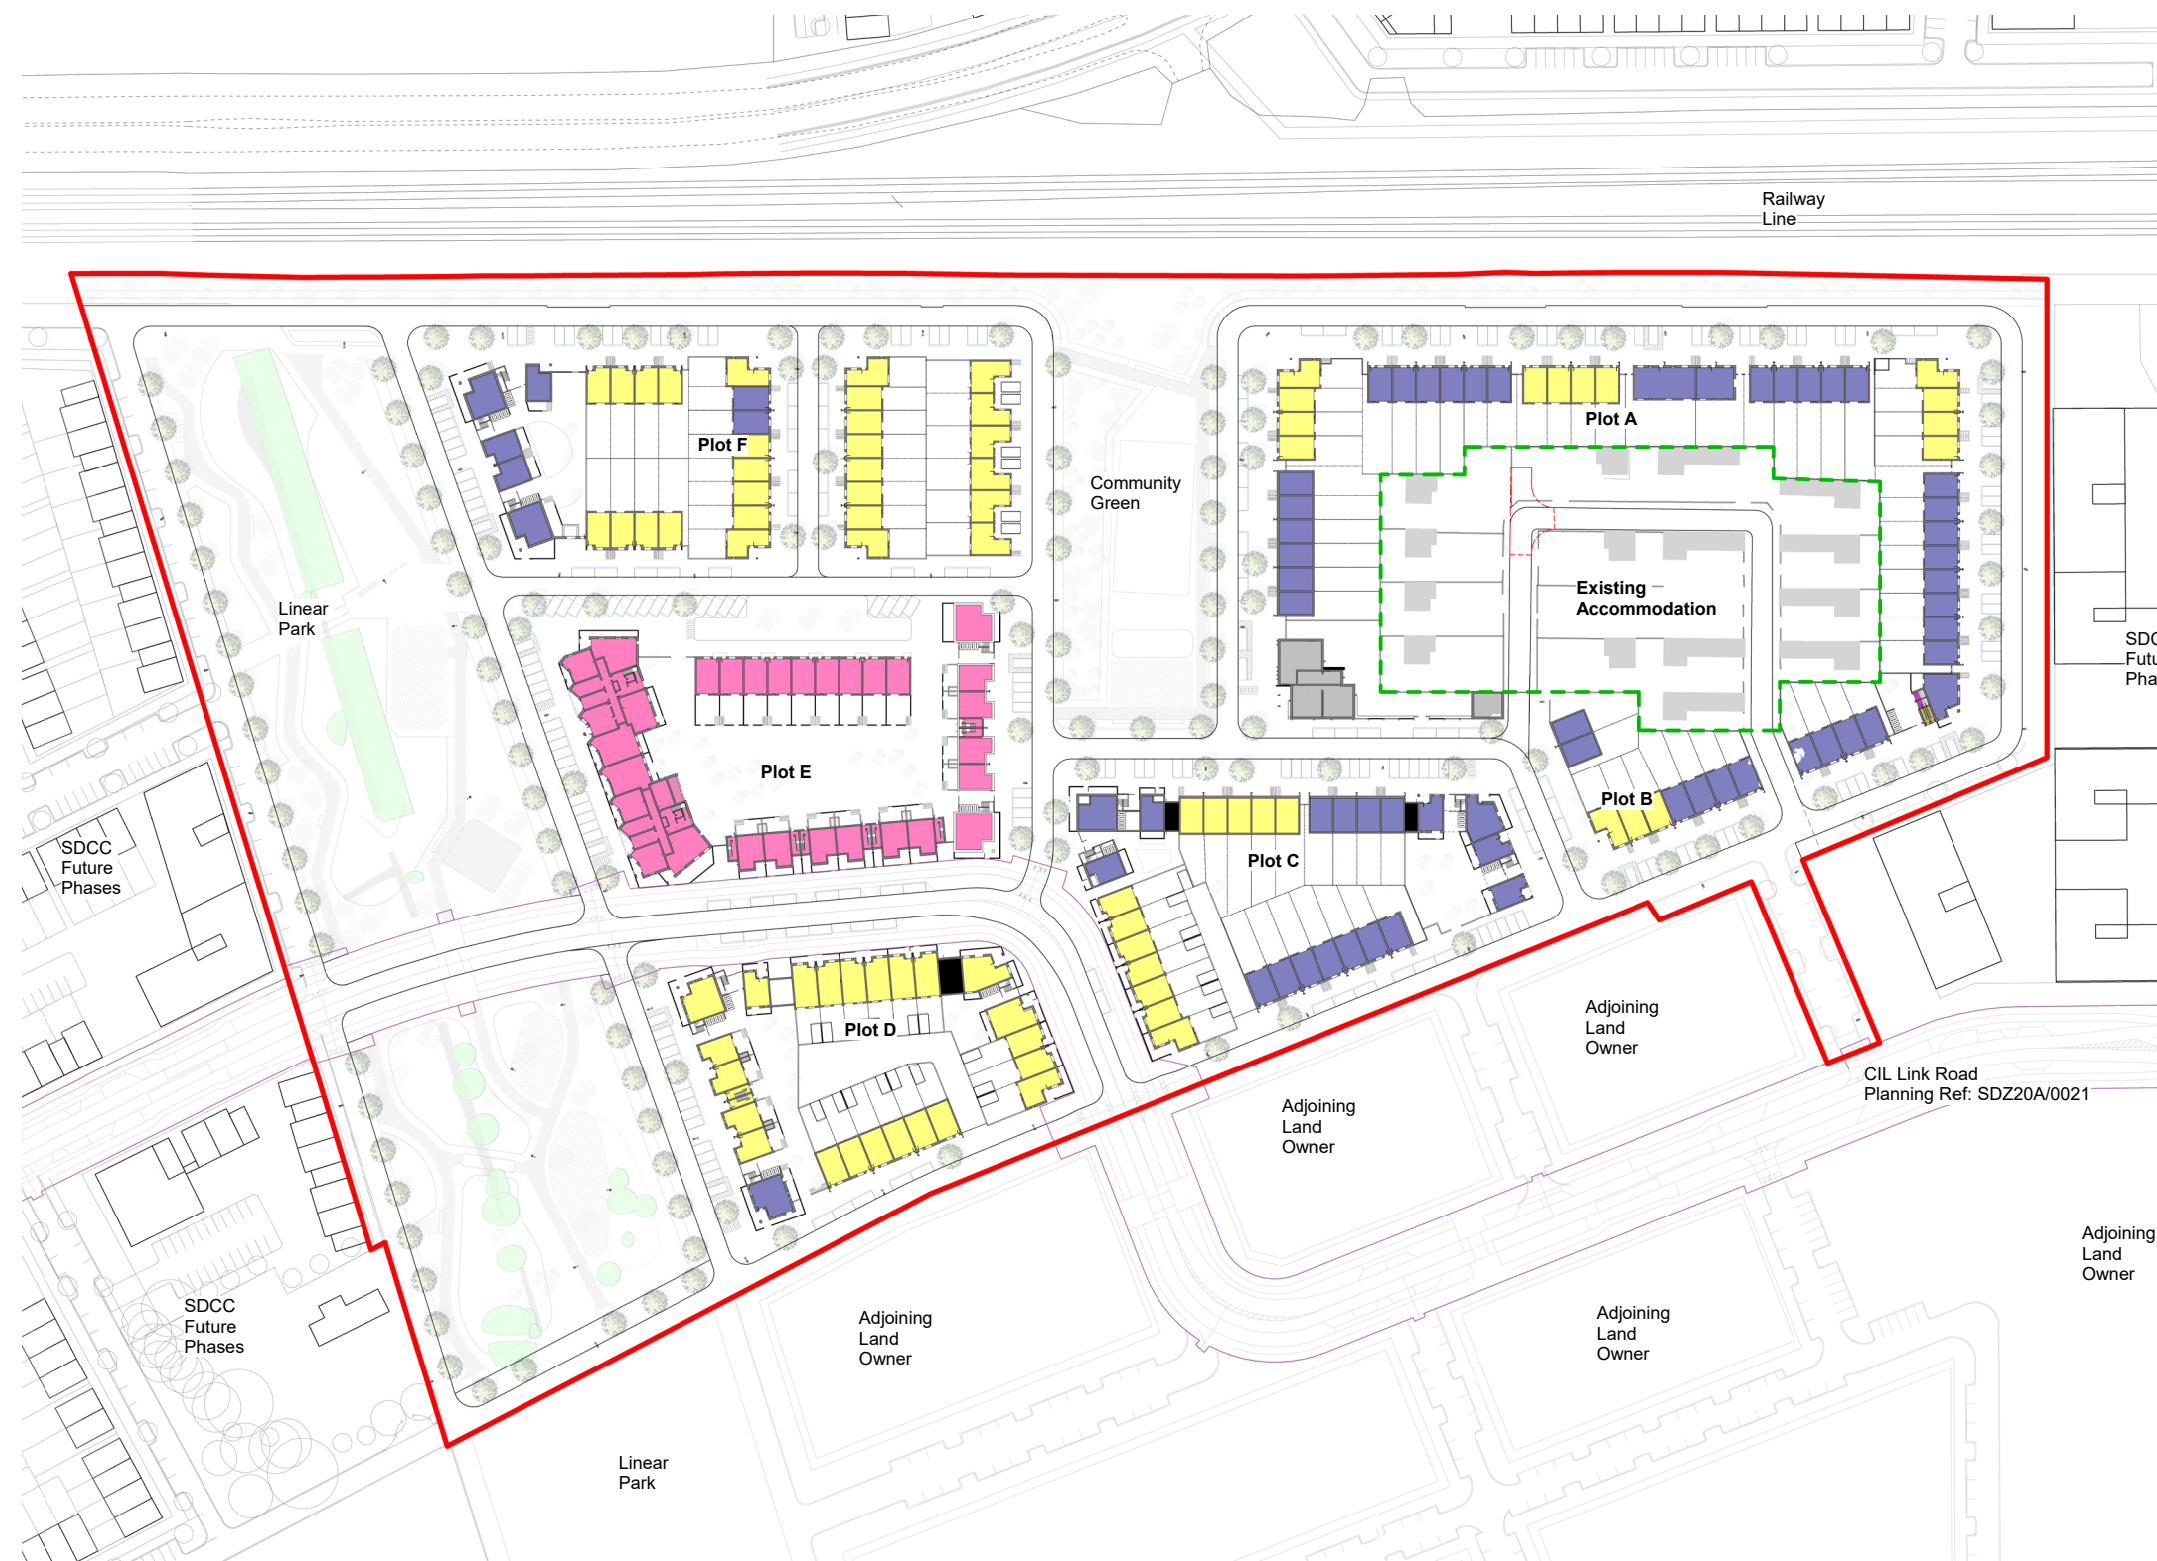 Railway
Line
Plot A
Plot F
Community
Green
Existing
Accommodation
Linear
Park
Plot E
Plot B
Plot C
SDCC
Future
Phases
Plot D
Adjoining
Land
Owner
CIL Link Road
Planning Ref: SDZ20A/0021
Adjoining
Land
Owner
Adjoining
Land
Owner
SDCC
Future
Phases
Adjoining
Land
Owner
Adjoining
Land
Owner
Linear
Park